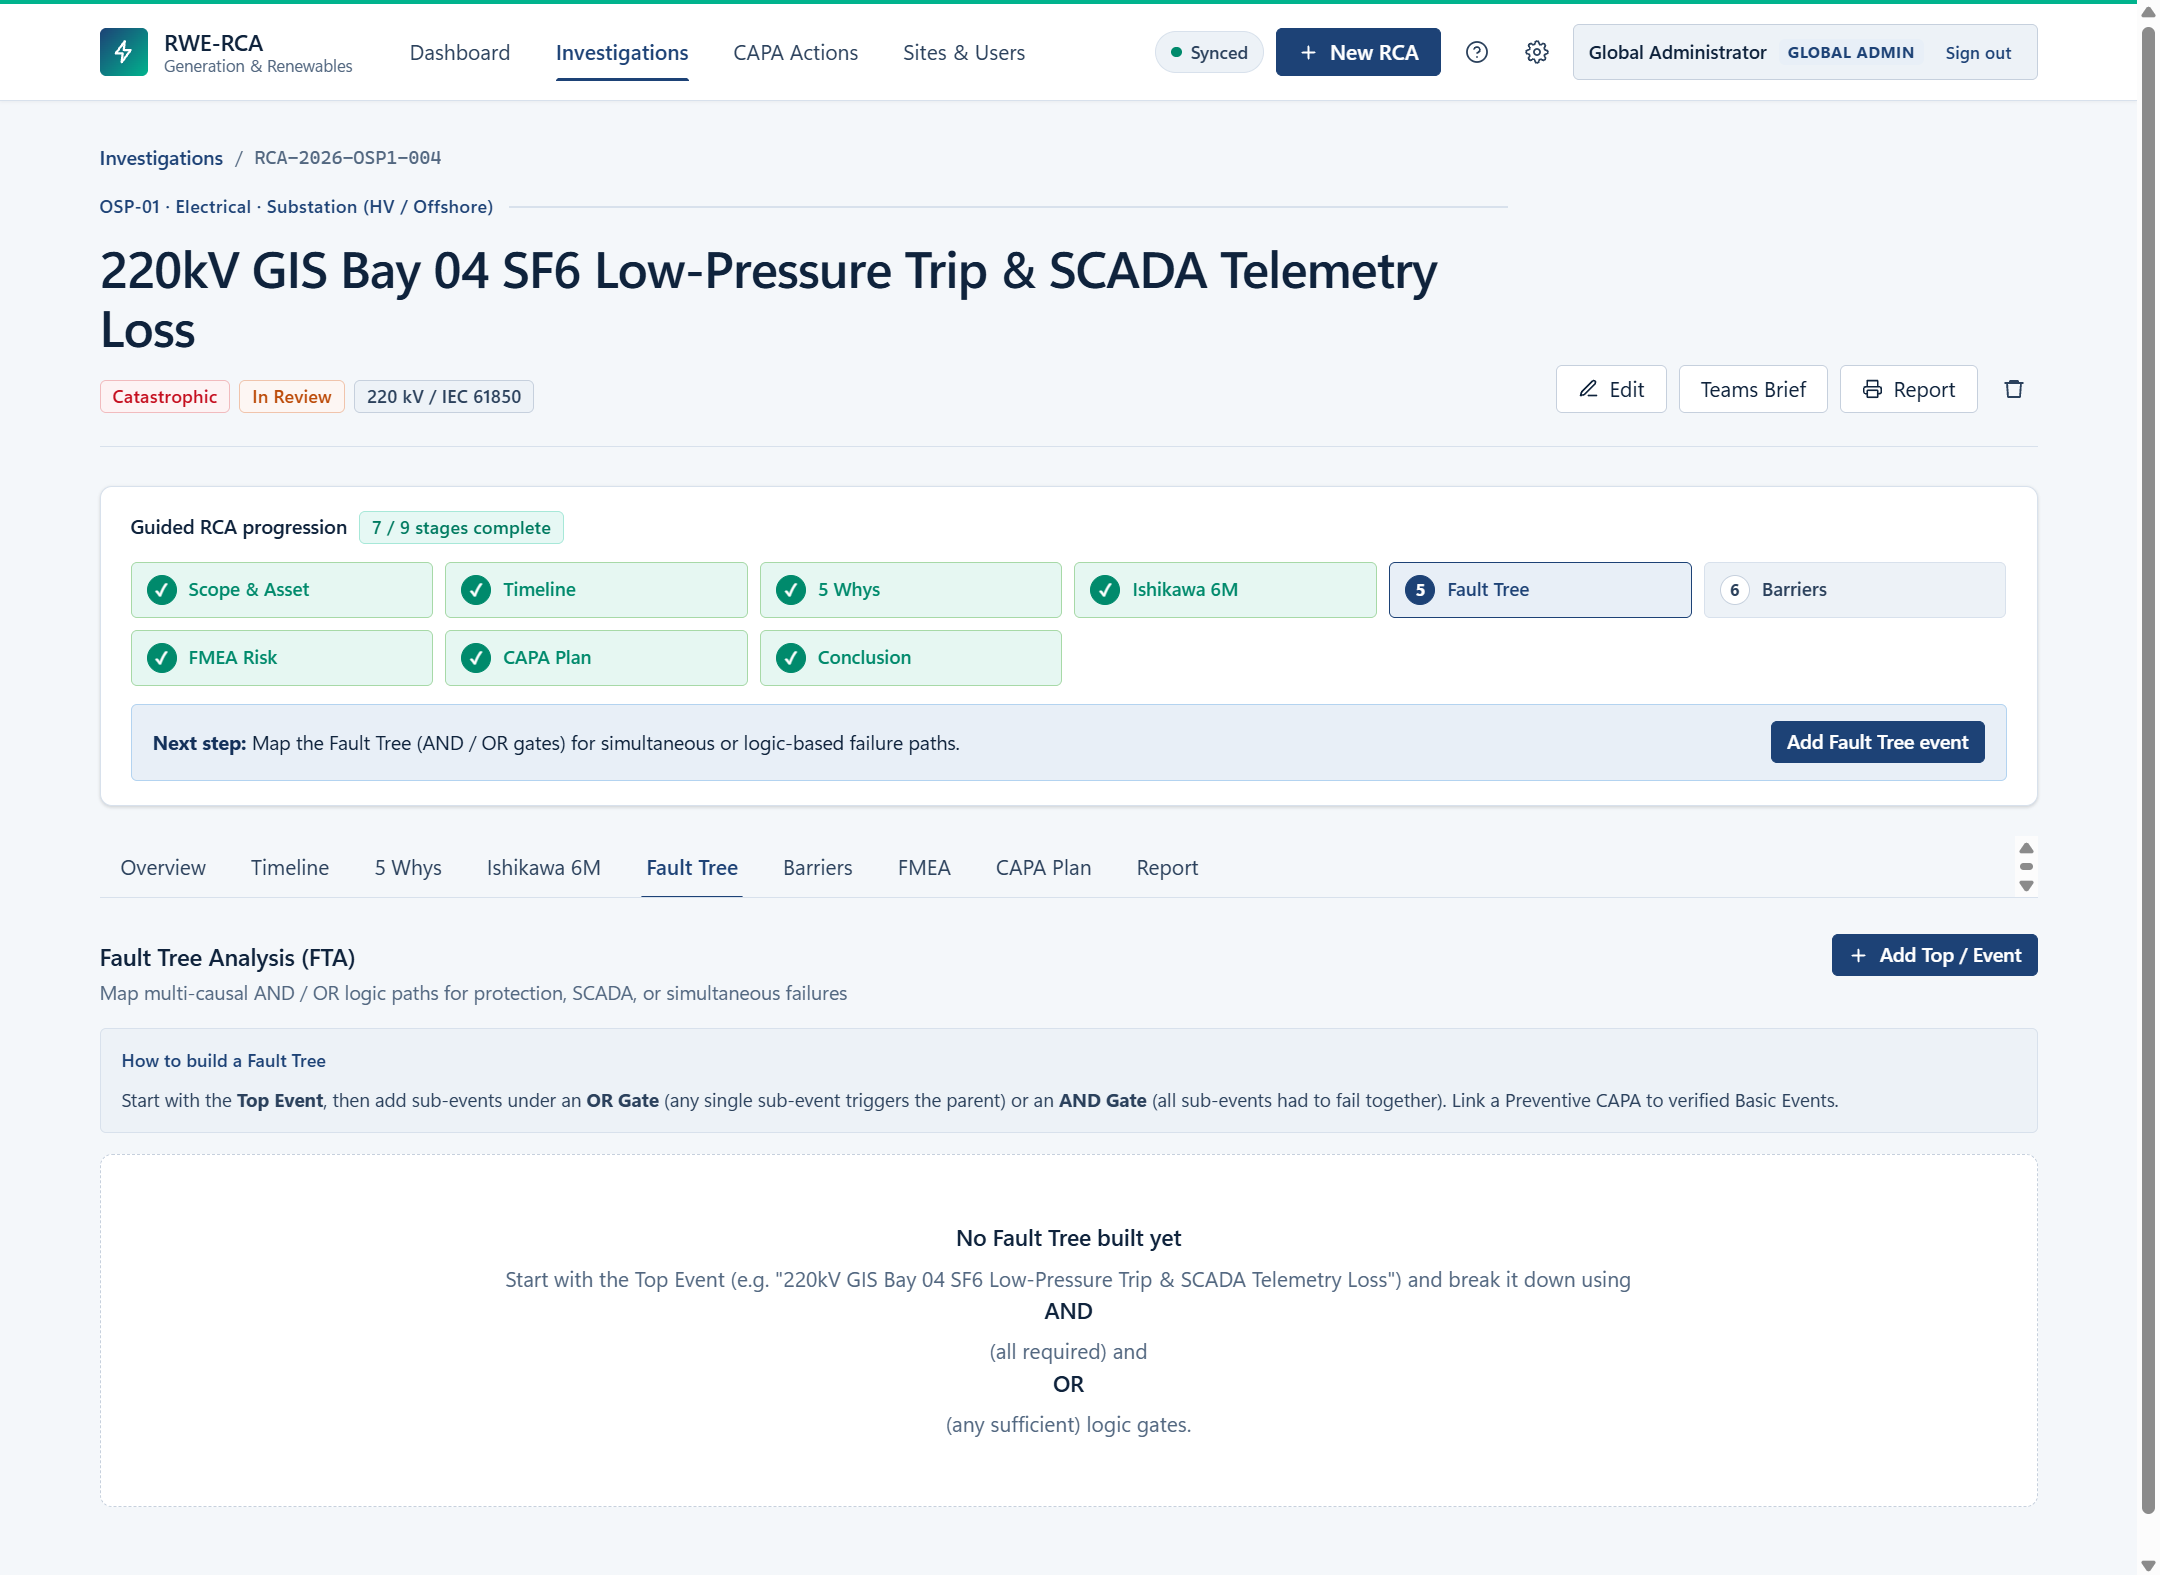 RWE-RCA
Generation & Renewables
Dashboard
Investigations
CAPA Actions
Sites & Users
Synced
+ New RCA
Global Administrator
GLOBAL ADMIN
Sign out
Investigations / RCA-2026-OSP1-004
OSP-01 · Electrical · Substation (HV / Offshore)
220kV GIS Bay 04 SF6 Low-Pressure Trip & SCADA Telemetry
Loss
Catastrophic
In Review
220 kV / IEC 61850
Edit
Teams Brief
Report
Guided RCA progression
7 / 9 stages complete
Scope & Asset
Timeline
5 Whys
Ishikawa 6M
5 Fault Tree
6 Barriers
FMEA Risk
CAPA Plan
Conclusion
Next step: Map the Fault Tree (AND / OR gates) for simultaneous or logic-based failure paths.
Add Fault Tree event
Overview
Timeline
5 Whys
Ishikawa 6M
Fault Tree
Barriers
FMEA
CAPA Plan
Report
Fault Tree Analysis (FTA)
+ Add Top / Event
Map multi-causal AND / OR logic paths for protection, SCADA, or simultaneous failures
How to build a Fault Tree
Start with the Top Event, then add sub-events under an OR Gate (any single sub-event triggers the parent) or an AND Gate (all sub-events had to fail together). Link a Preventive CAPA to verified Basic Events.
No Fault Tree built yet
Start with the Top Event (e.g. "220kV GIS Bay 04 SF6 Low-Pressure Trip & SCADA Telemetry Loss") and break it down using
AND
(all required) and
OR
(any sufficient) logic gates.